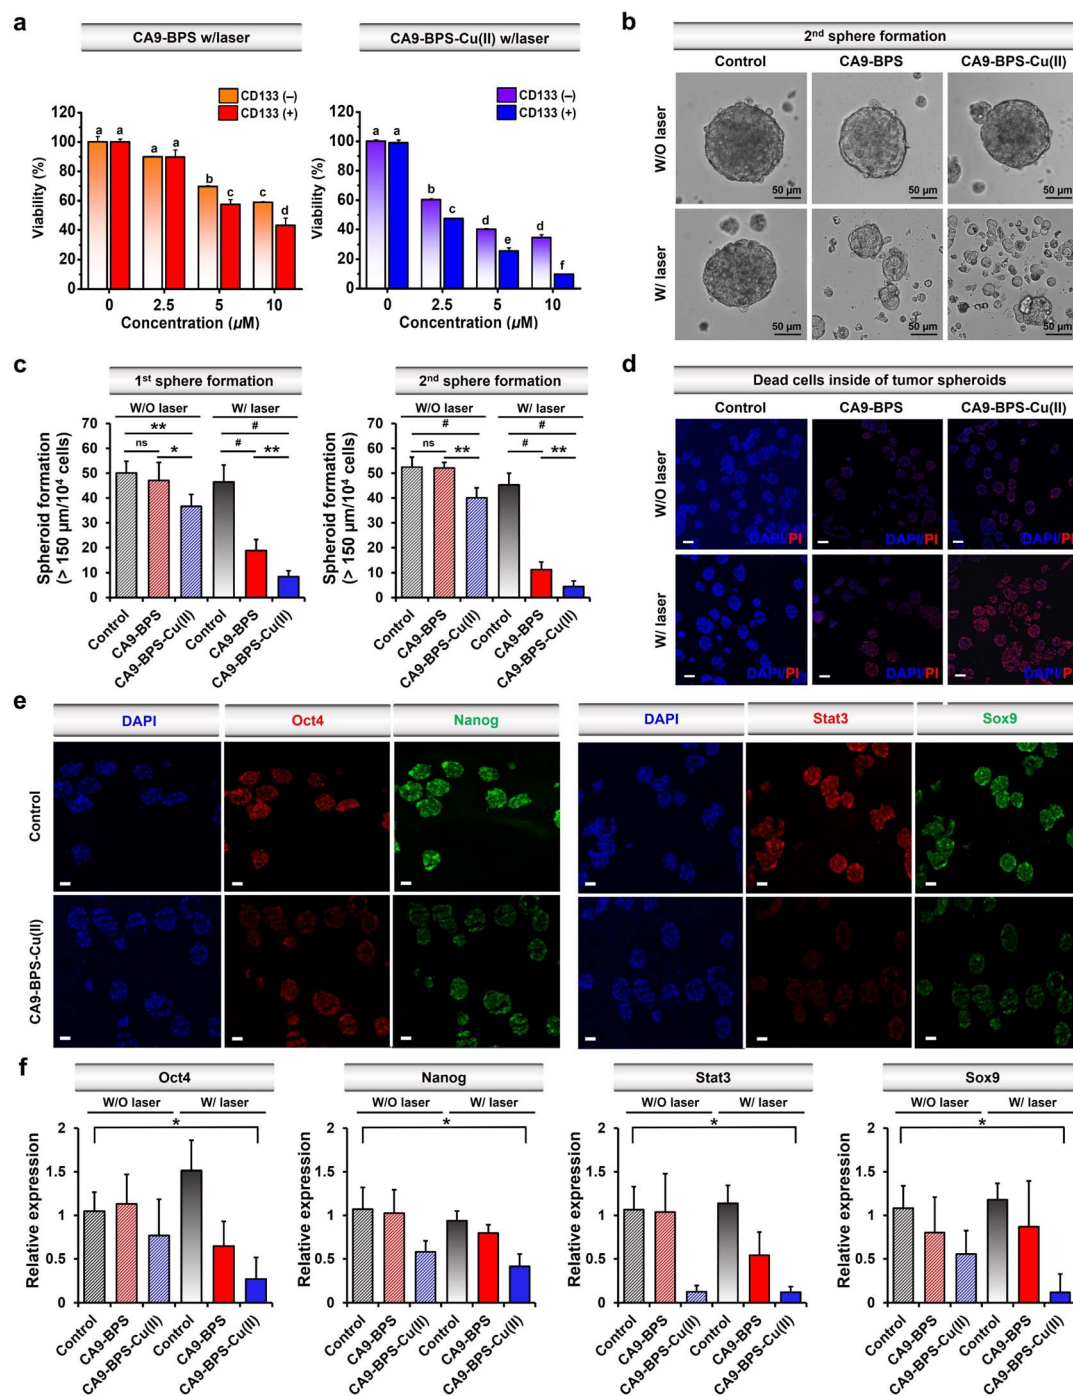 a
CA9-BPS w/laser
CD133 (–)
CD133 (+)
Viability (%)
120
100
80
60
40
20
0
a a a a b c c d
0 2.5 5 10
Concentration (µM)
CA9-BPS-Cu(II) w/laser
CD133 (–)
CD133 (+)
Viability (%)
120
100
80
60
40
20
0
a a b c d e d f
0 2.5 5 10
Concentration (µM)
b
2nd sphere formation
Control CA9-BPS CA9-BPS-Cu(II)
W/O laser
50 µm 50 µm 50 µm
W/ laser
50 µm 50 µm 50 µm
c
1st sphere formation
W/O laser W/ laser
** #
ns * # **
Spheroid formation
(> 150 µm/10⁴ cells)
70
60
50
40
30
20
10
0
Control CA9-BPS CA9-BPS-Cu(II) Control CA9-BPS CA9-BPS-Cu(II)
2nd sphere formation
W/O laser W/ laser
# #
ns ** # **
Spheroid formation
(> 150 µm/10⁴ cells)
70
60
50
40
30
20
10
0
Control CA9-BPS CA9-BPS-Cu(II) Control CA9-BPS CA9-BPS-Cu(II)
d
Dead cells inside of tumor spheroids
Control CA9-BPS CA9-BPS-Cu(II)
W/O laser
DAPI/PI DAPI/PI DAPI/PI
W/ laser
DAPI/PI DAPI/PI DAPI/PI
e
DAPI Oct4 Nanog DAPI Stat3 Sox9
Control
CA9-BPS-Cu(II)
f
Oct4
W/O laser W/ laser
*
Relative expression
2
1.5
1
0.5
0
Control CA9-BPS CA9-BPS-Cu(II) Control CA9-BPS CA9-BPS-Cu(II)
Nanog
W/O laser W/ laser
*
Relative expression
2
1.5
1
0.5
0
Control CA9-BPS CA9-BPS-Cu(II) Control CA9-BPS CA9-BPS-Cu(II)
Stat3
W/O laser W/ laser
*
Relative expression
2
1.5
1
0.5
0
Control CA9-BPS CA9-BPS-Cu(II) Control CA9-BPS CA9-BPS-Cu(II)
Sox9
W/O laser W/ laser
*
Relative expression
2
1.5
1
0.5
0
Control CA9-BPS CA9-BPS-Cu(II) Control CA9-BPS CA9-BPS-Cu(II)